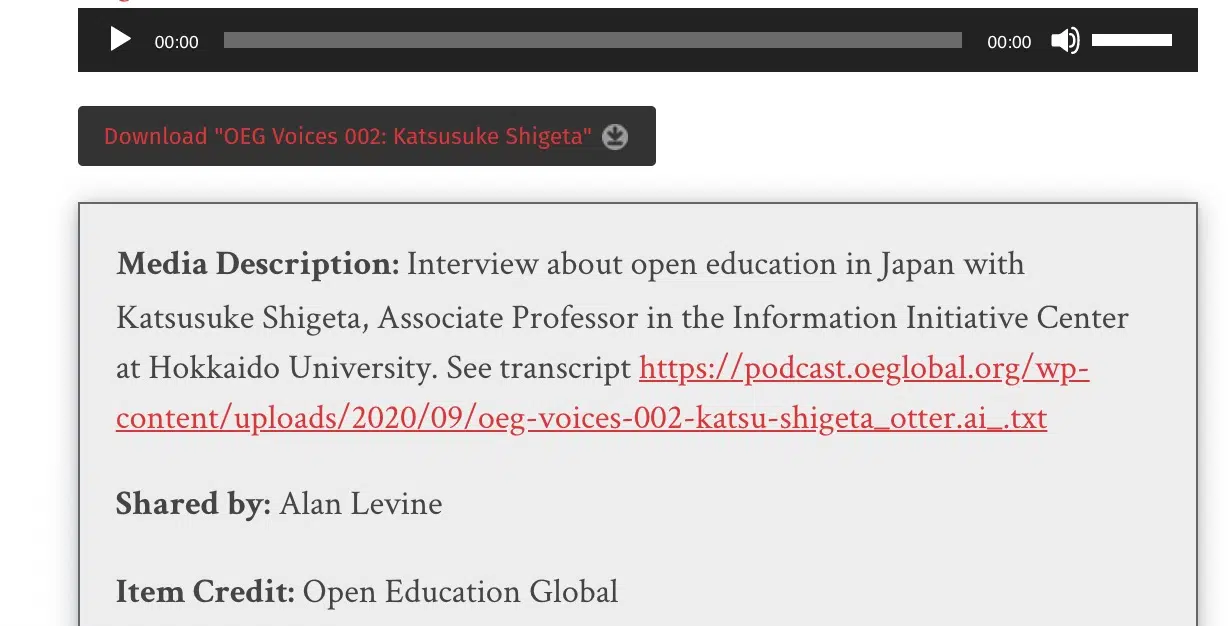 00:00
00:00
Download "OEG Voices 002: Katsusuke Shigeta"
Media Description: Interview about open education in Japan with
Katsusuke Shigeta, Associate Professor in the Information Initiative Center
at Hokkaido University. See transcript https://podcast.oeglobal.org/wp-
content/uploads/2020/09/oeg-voices-002-katsu-shigeta_otter.ai_.txt
Shared by: Alan Levine
Item Credit: Open Education Global